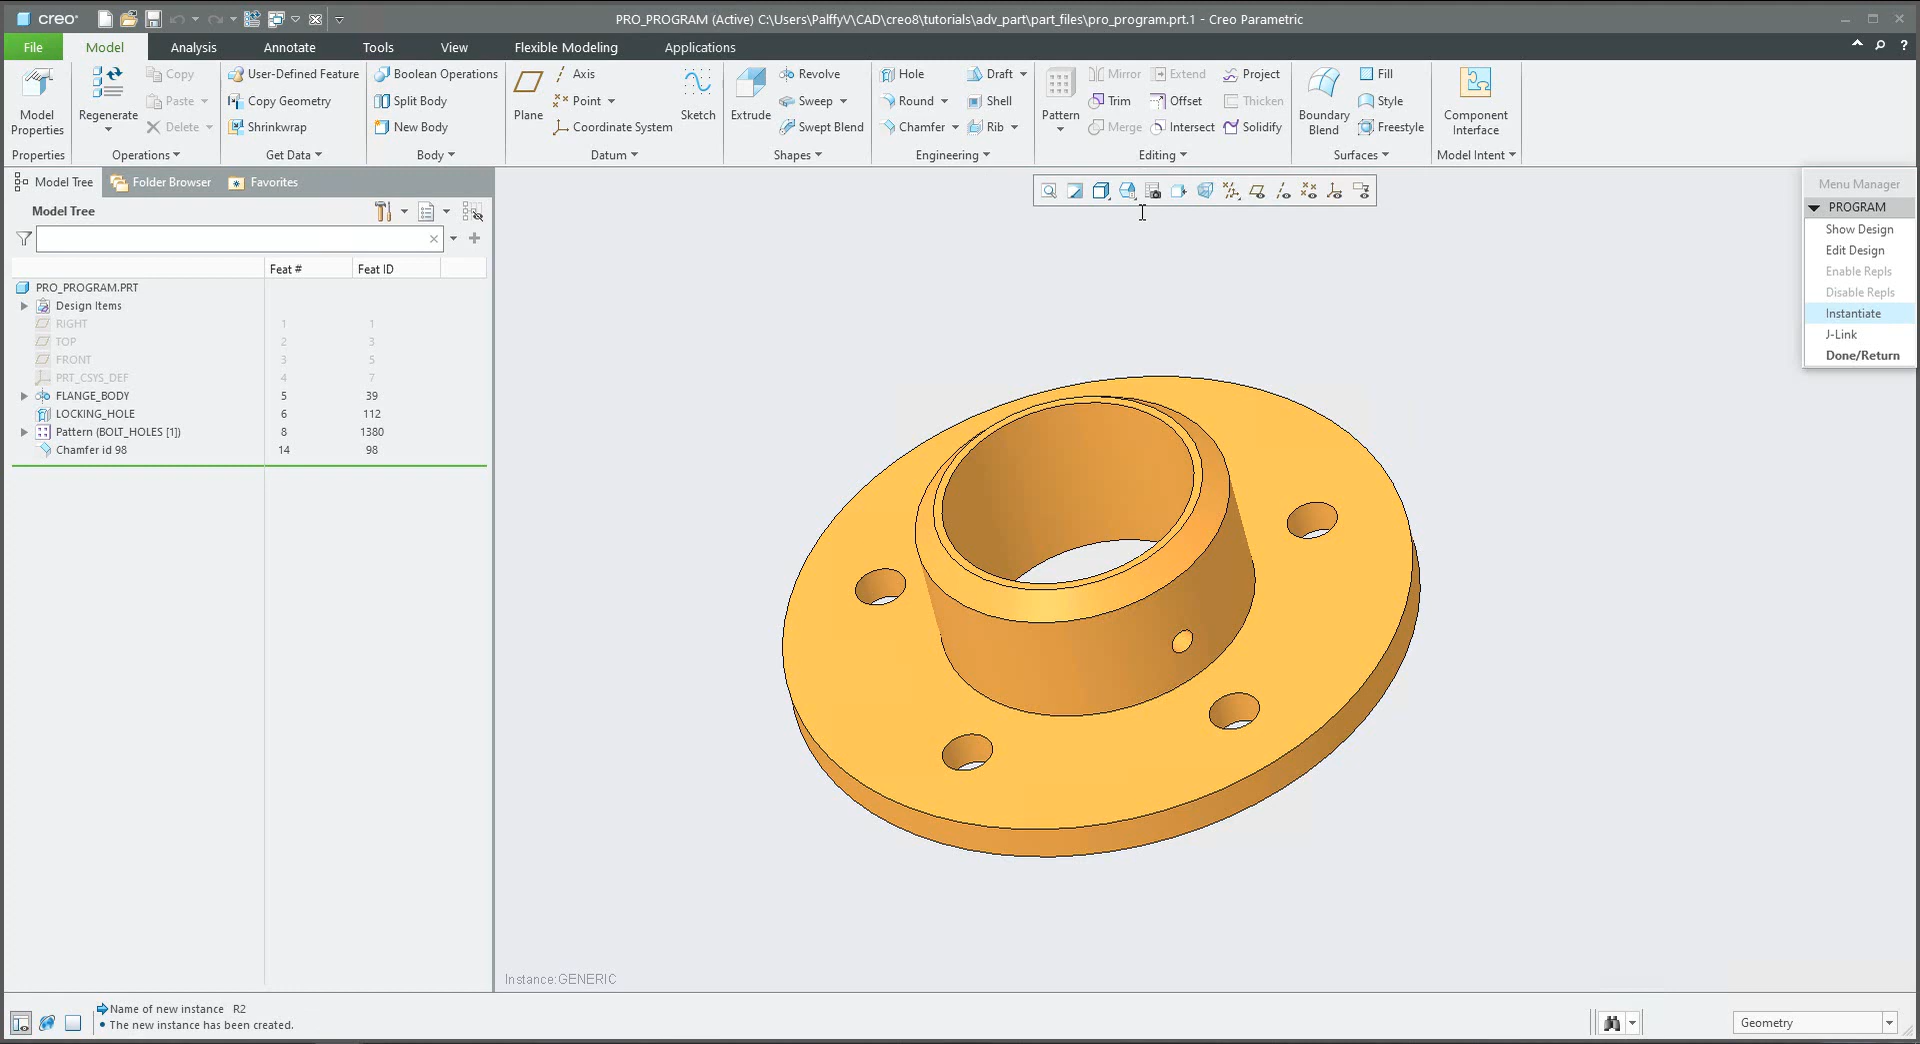 creo®
PRO_PROGRAM (Active) C:\Users\PalffyV\CAD\creo8\tutorials\adv_part\part_files\pro_program.prt.1 - Creo Parametric
File Model Analysis Annotate Tools View Flexible Modeling Applications
Model Properties
Properties
Regenerate
Copy
Paste
Delete
Operations
User-Defined Feature
Copy Geometry
Shrinkwrap
Get Data
Boolean Operations
Split Body
New Body
Body
Plane
Axis
Point
Coordinate System
Sketch
Datum
Extrude
Revolve
Sweep
Swept Blend
Shapes
Hole
Round
Chamfer
Draft
Shell
Rib
Engineering
Pattern
Mirror
Trim
Merge
Extend
Offset
Intersect
Project
Thicken
Solidify
Editing
Boundary Blend
Fill
Style
Freestyle
Surfaces
Component Interface
Model Intent
Model Tree Folder Browser Favorites
Model Tree
Feat # Feat ID
PRO_PROGRAM.PRT
Design Items
RIGHT 1 1
TOP 2 3
FRONT 3 5
PRT_CSYS_DEF 4 7
FLANGE_BODY 5 39
LOCKING_HOLE 6 112
Pattern (BOLT_HOLES [1]) 8 1380
Chamfer id 98 14 98
Menu Manager
PROGRAM
Show Design
Edit Design
Enable Repls
Disable Repls
Instantiate
J-Link
Done/Return
Instance:GENERIC
Name of new instance R2
• The new instance has been created.
Geometry